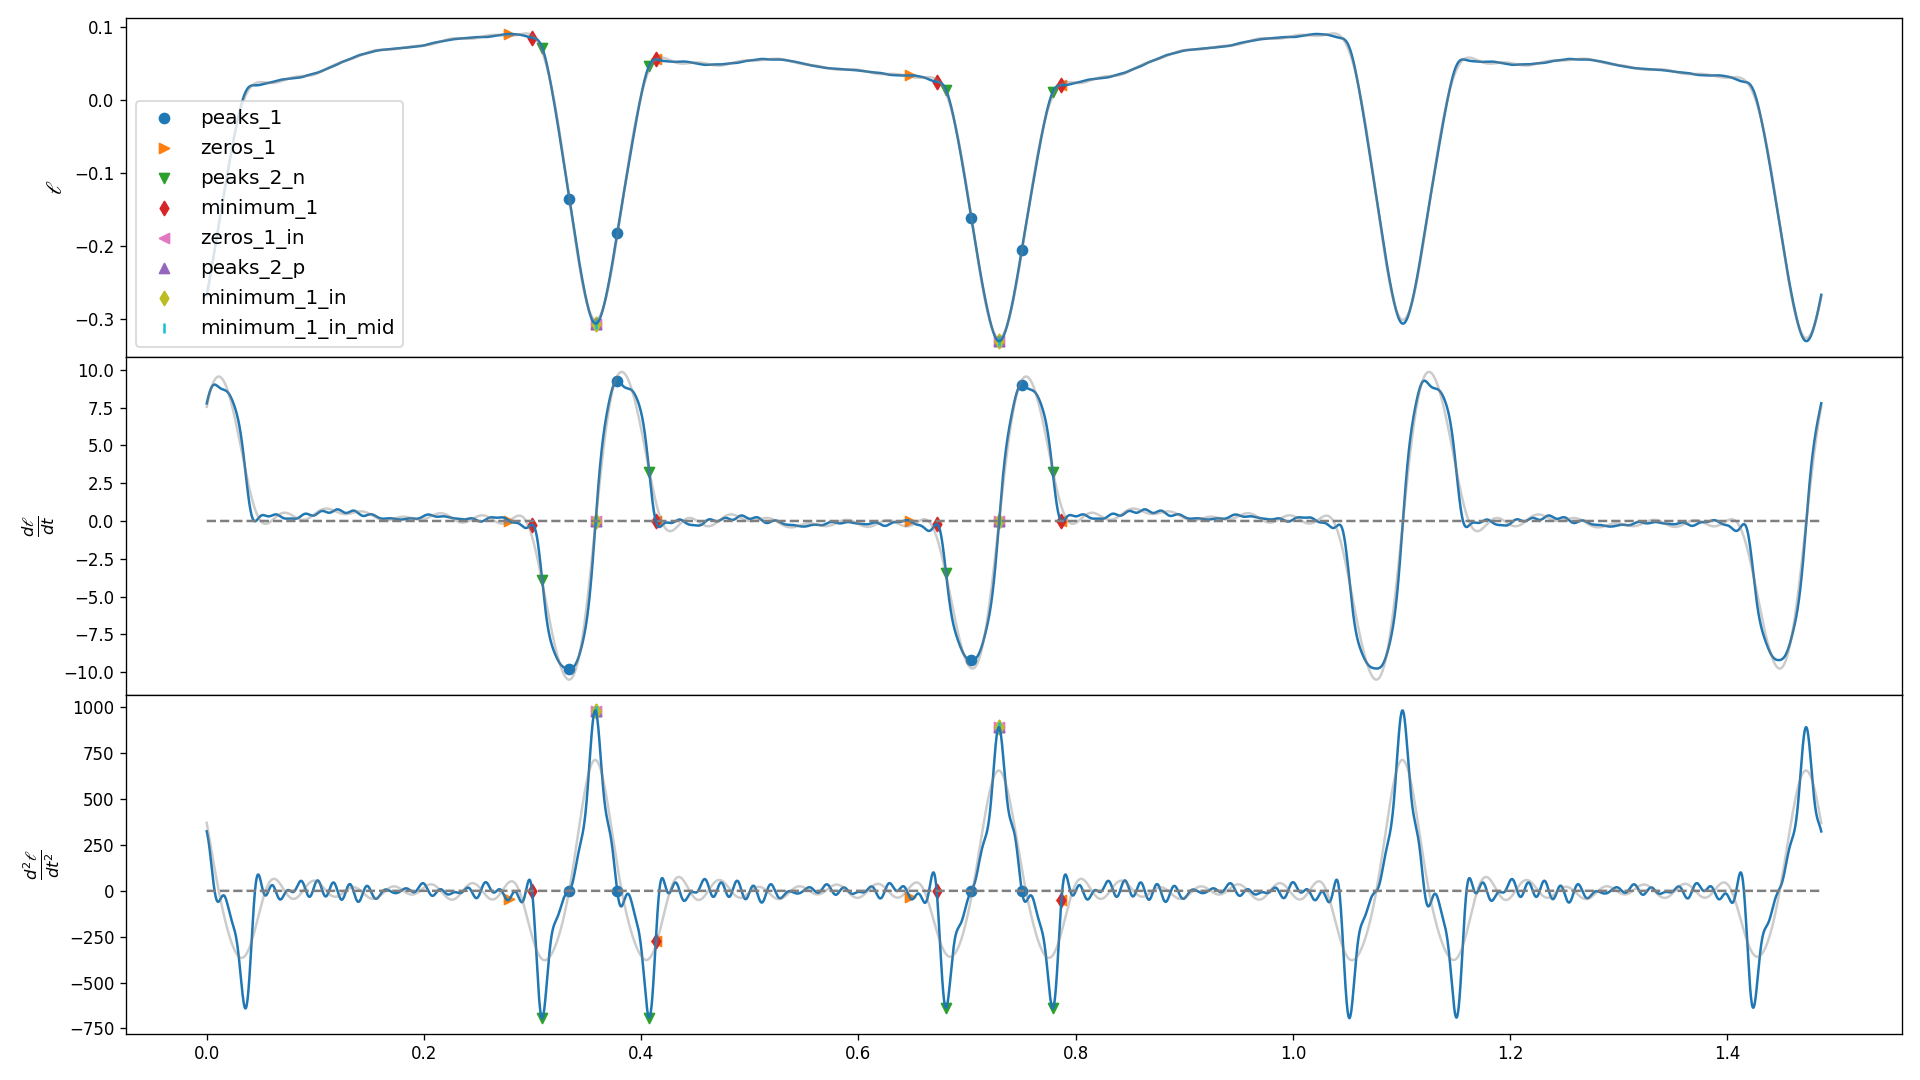 0.1
0.0
−0.1
−0.2
−0.3
ℓ
peaks_1
zeros_1
peaks_2_n
minimum_1
zeros_1_in
peaks_2_p
minimum_1_in
minimum_1_in_mid
10.0
7.5
5.0
2.5
0.0
−2.5
−5.0
−7.5
−10.0
dℓ
dt
1000
750
500
250
0
−250
−500
−750
d²ℓ
dt²
0.0 0.2 0.4 0.6 0.8 1.0 1.2 1.4